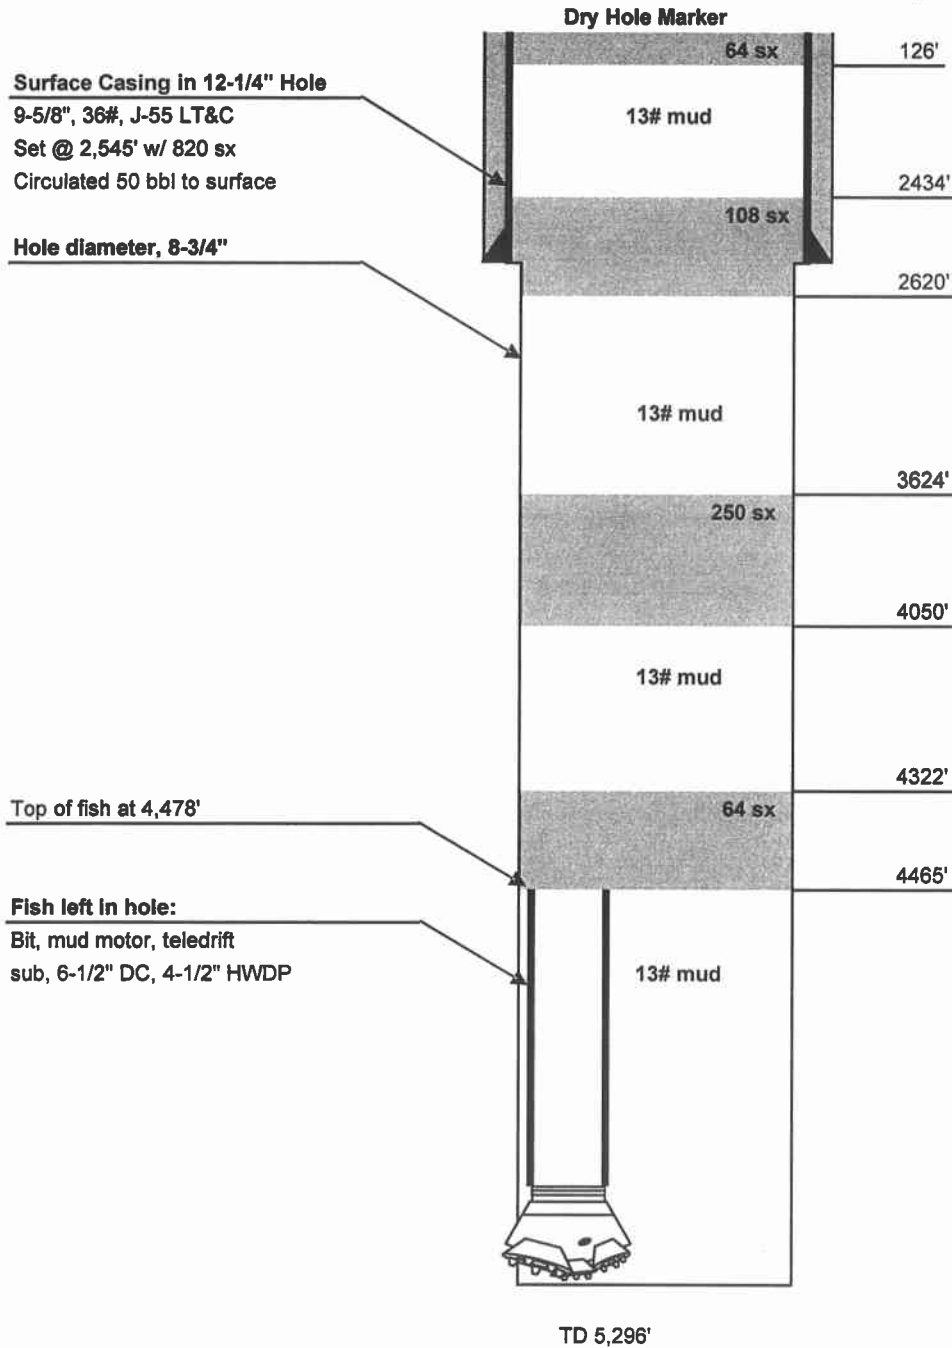 Dry Hole Marker
64 sx
126'
Surface Casing in 12-1/4" Hole
9-5/8", 36#, J-55 LT&C
Set @ 2,545' w/ 820 sx
Circulated 50 bbl to surface
13# mud
2434'
108 sx
Hole diameter, 8-3/4"
2620'
13# mud
3624'
250 sx
4050'
13# mud
4322'
64 sx
Top of fish at 4,478'
4465'
Fish left in hole:
Bit, mud motor, teledrift
sub, 6-1/2" DC, 4-1/2" HWDP
13# mud
TD 5,296'